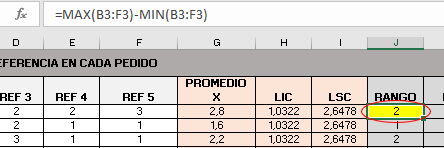 fx =MAX(B3:F3)-MIN(B3:F3)
D E F G H I J
EFERENCIA EN CADA PEDIDO
REF 3 REF 4 REF 5 PROMEDIO X LIC LSC RANGO
2 2 3 2,8 1,0322 2,6478 2
2 1 1 1,6 1,0322 2,6478 1
3 1 1 2,2 1,0322 2,6478 2